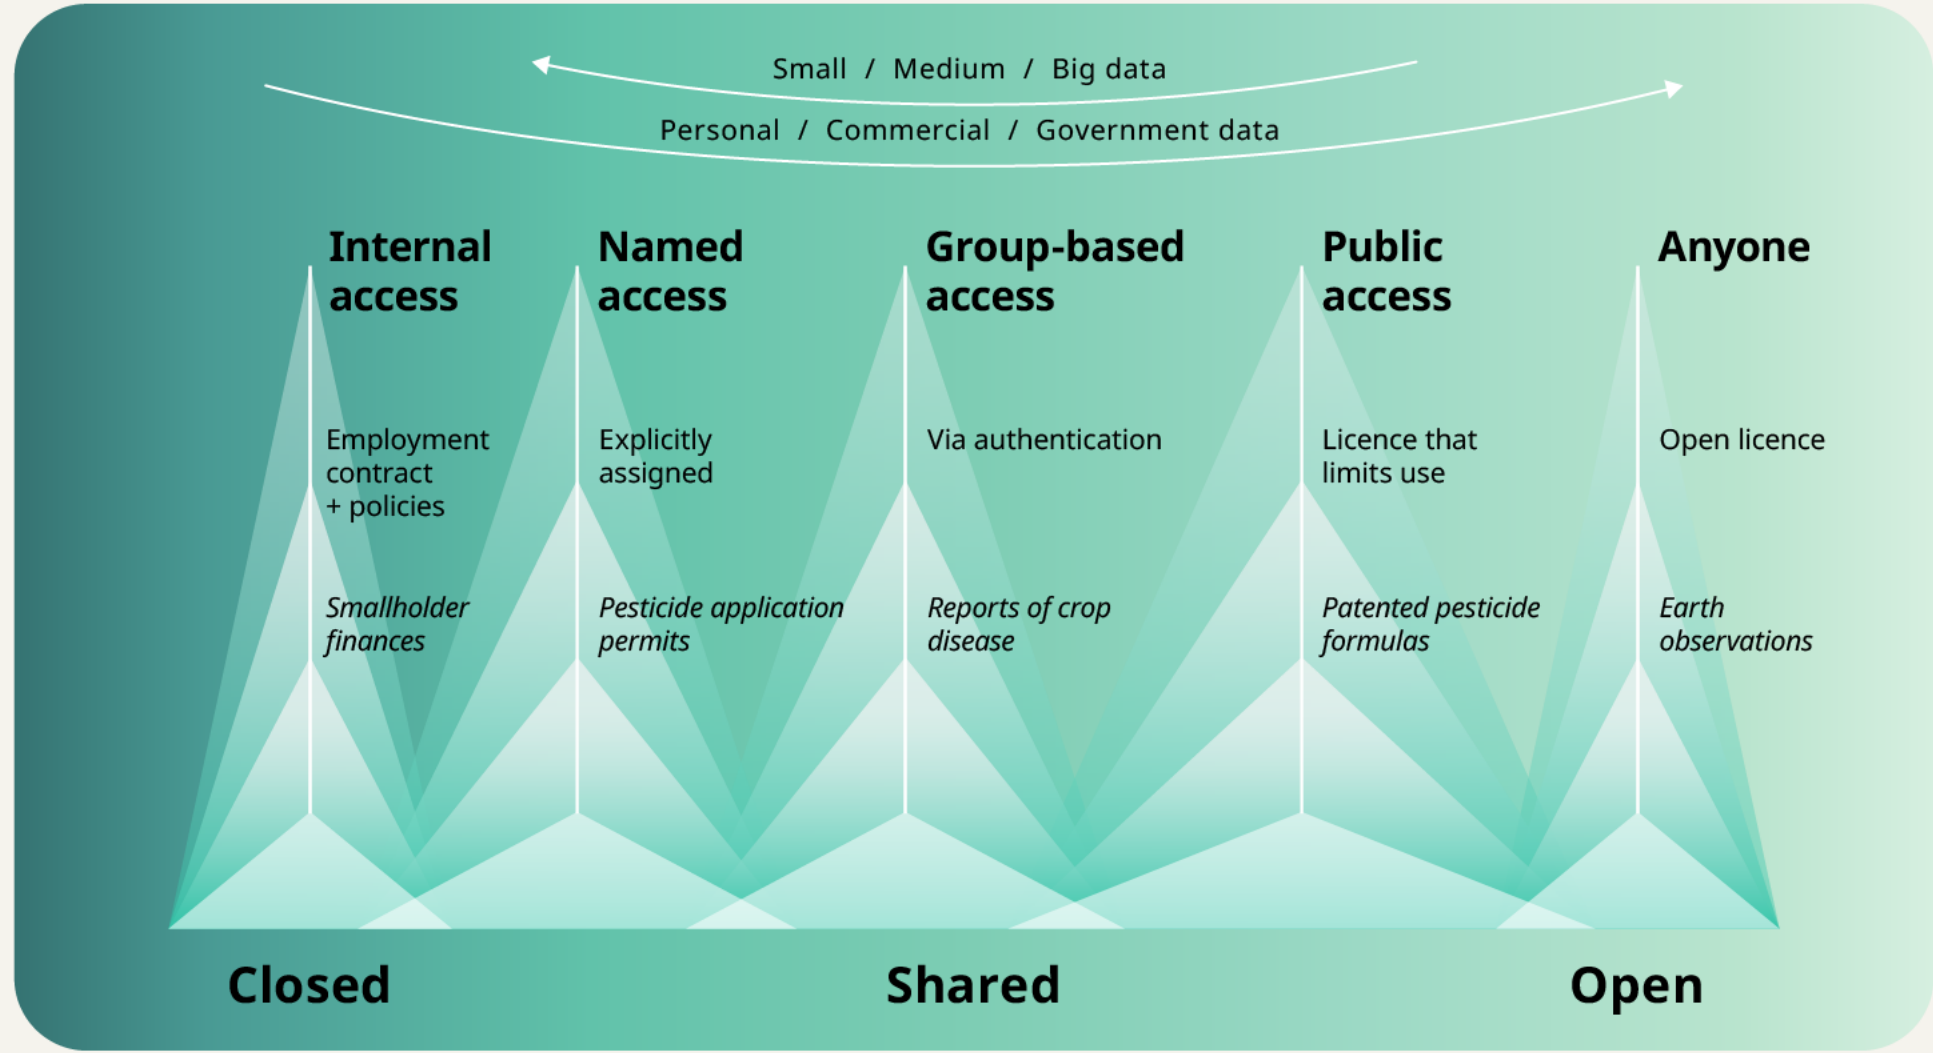 Small / Medium / Big data
Personal / Commercial / Government data
Internal
access
Named
access
Group-based
access
Public
access
Anyone
Employment
contract
+ policies
Explicitly
assigned
Via authentication
Licence that
limits use
Open licence
Smallholder
finances
Pesticide application
permits
Reports of crop
disease
Patented pesticide
formulas
Earth
observations
Closed
Shared
Open